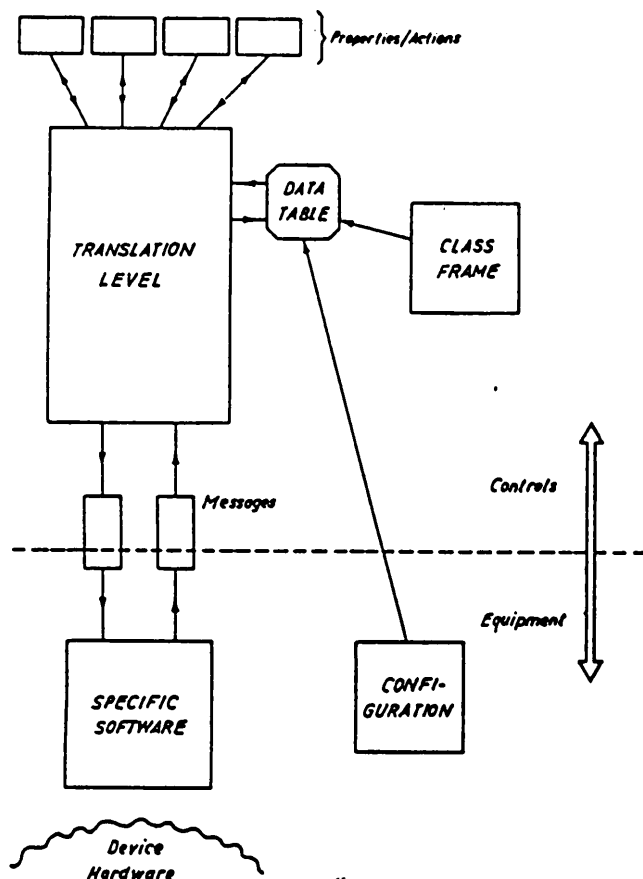 Properties/Actions
DATA
TABLE
TRANSLATION
LEVEL
CLASS
FRAME
Controls
Messages
Equipment
CONFI-
GURATION
SPECIFIC
SOFTWARE
Device
Hardware